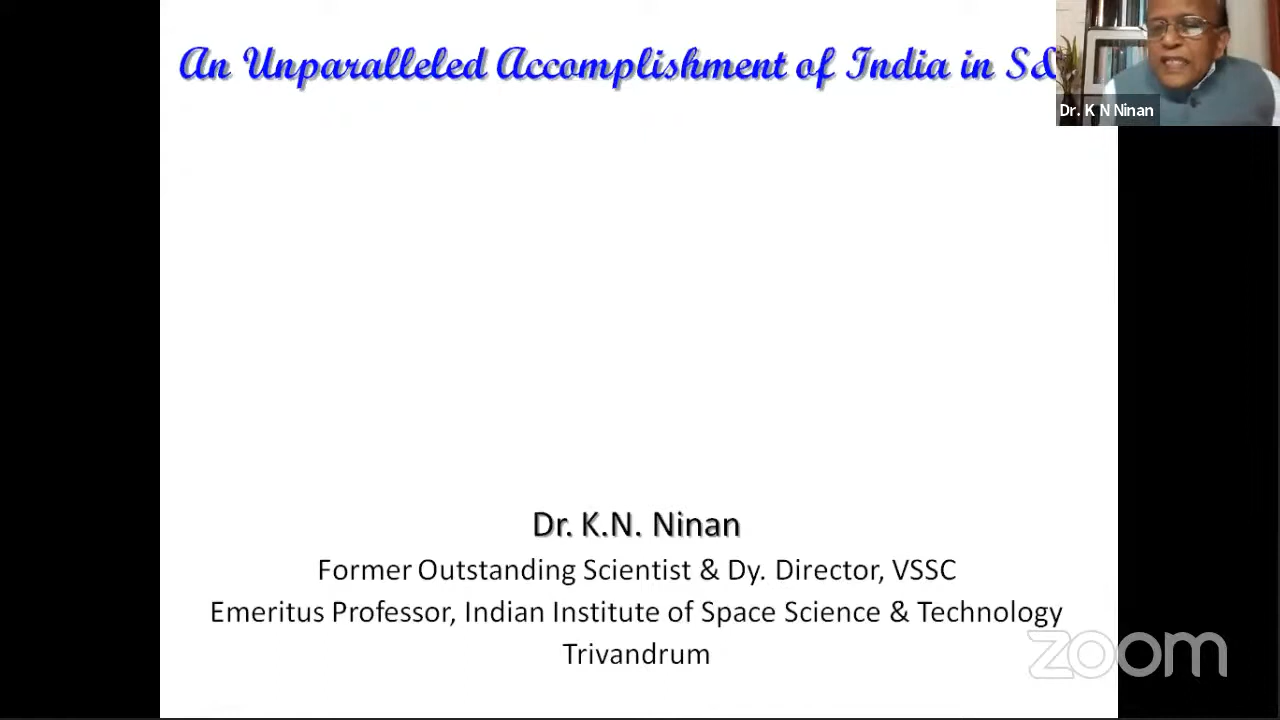 An Unparalleled Accomplishment of India in S&
Dr. K N Ninan
Dr. K.N. Ninan
Former Outstanding Scientist & Dy. Director, VSSC
Emeritus Professor, Indian Institute of Space Science & Technology
Trivandrum
zoom